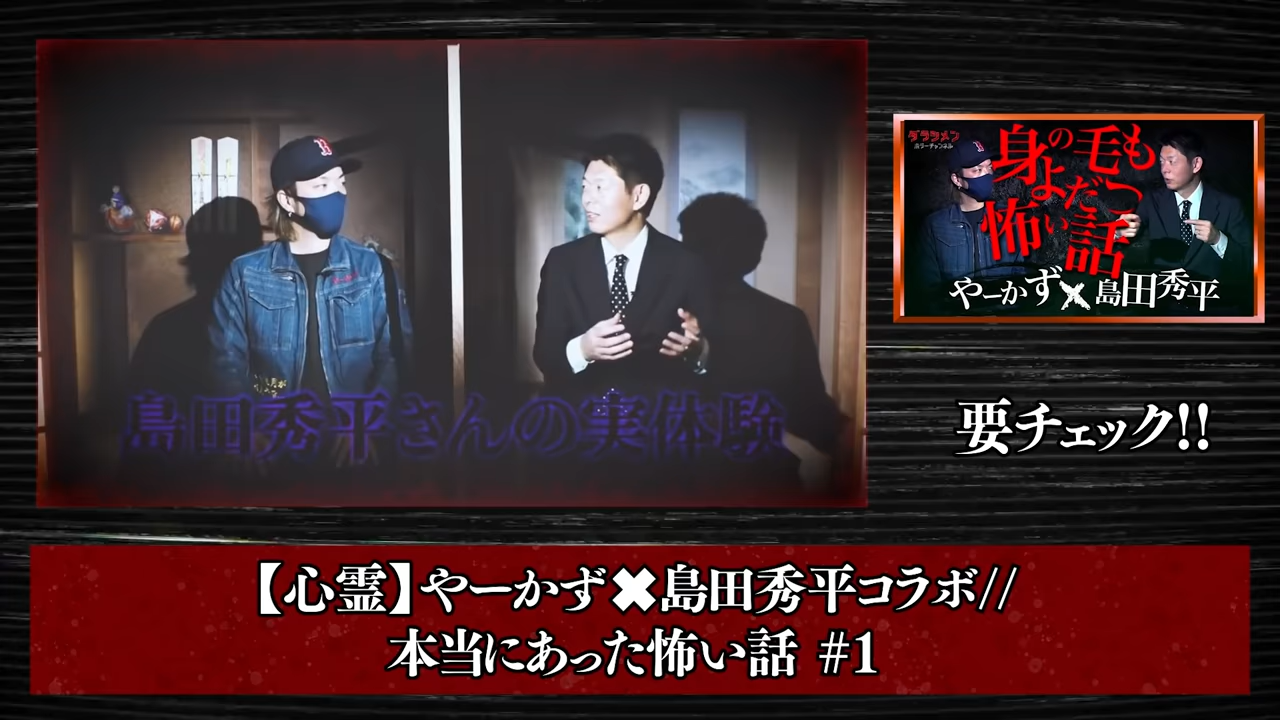 島田秀平さんの実体験
ダラシメン
ホラーチャンネル
身の毛も
よだつ
怖い話
やーかず✖島田秀平
要チェック!!
【心霊】やーかず✖島田秀平コラボ//
本当にあった怖い話 #1